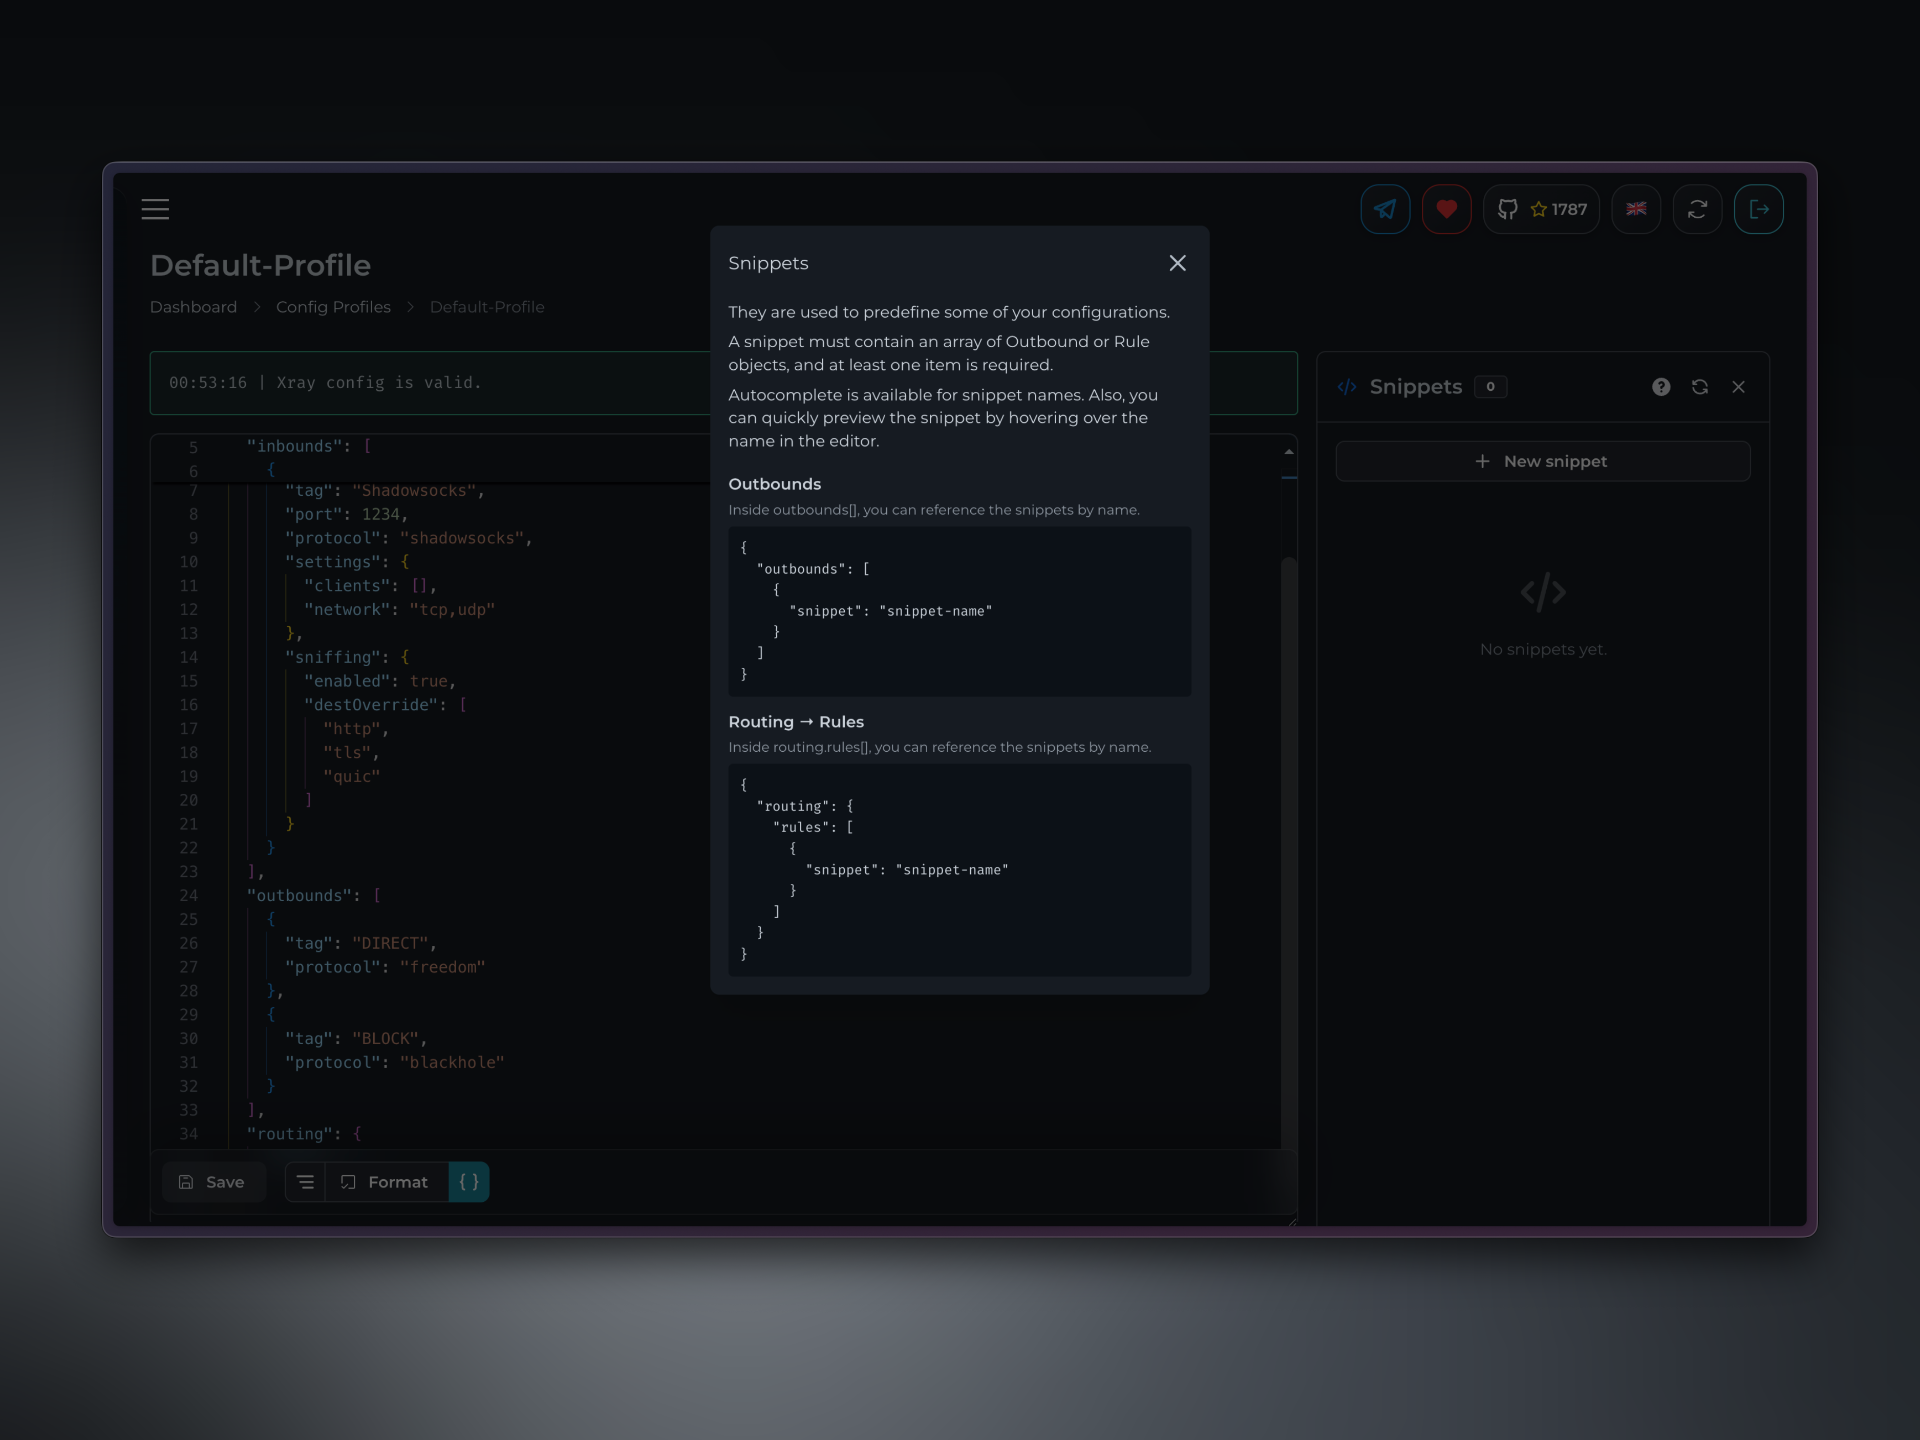 1787
Default-Profile
Dashboard > Config Profiles > Default-Profile
00:53:16 | Xray config is valid.
5 "inbounds": [
6 {
7 "tag": "Shadowsocks",
8 "port": 1234,
9 "protocol": "shadowsocks",
10 "settings": {
11 "clients": [],
12 "network": "tcp,udp"
13 },
14 "sniffing": {
15 "enabled": true,
16 "destOverride": [
17 "http",
18 "tls",
19 "quic"
20 ]
21 }
22 }
23 ],
24 "outbounds": [
25 {
26 "tag": "DIRECT",
27 "protocol": "freedom"
28 },
29 {
30 "tag": "BLOCK",
31 "protocol": "blackhole"
32 }
33 ],
34 "routing": {
Save
Format
{ }
Snippets
They are used to predefine some of your configurations.
A snippet must contain an array of Outbound or Rule
objects, and at least one item is required.
Autocomplete is available for snippet names. Also, you
can quickly preview the snippet by hovering over the
name in the editor.
Outbounds
Inside outbounds[], you can reference the snippets by name.
{
"outbounds": [
{
"snippet": "snippet-name"
}
]
}
Routing → Rules
Inside routing.rules[], you can reference the snippets by name.
{
"routing": {
"rules": [
{
"snippet": "snippet-name"
}
]
}
}
</> Snippets 0
+ New snippet
</>
No snippets yet.